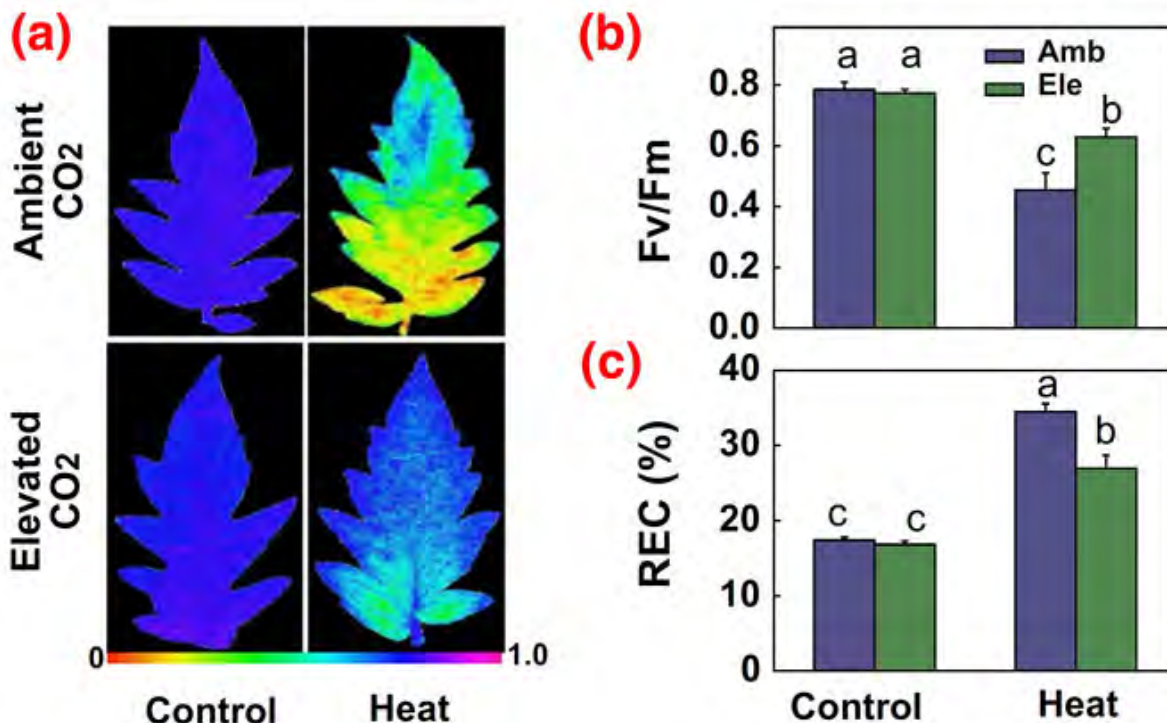 (a)
Ambient
CO2
Elevated
CO2
0
1.0
Control
Heat
(b)
Amb
Ele
a
a
c
b
Fv/Fm
0.8
0.6
0.4
0.2
0.0
(c)
REC (%)
40
30
20
10
0
c
c
a
b
Control
Heat